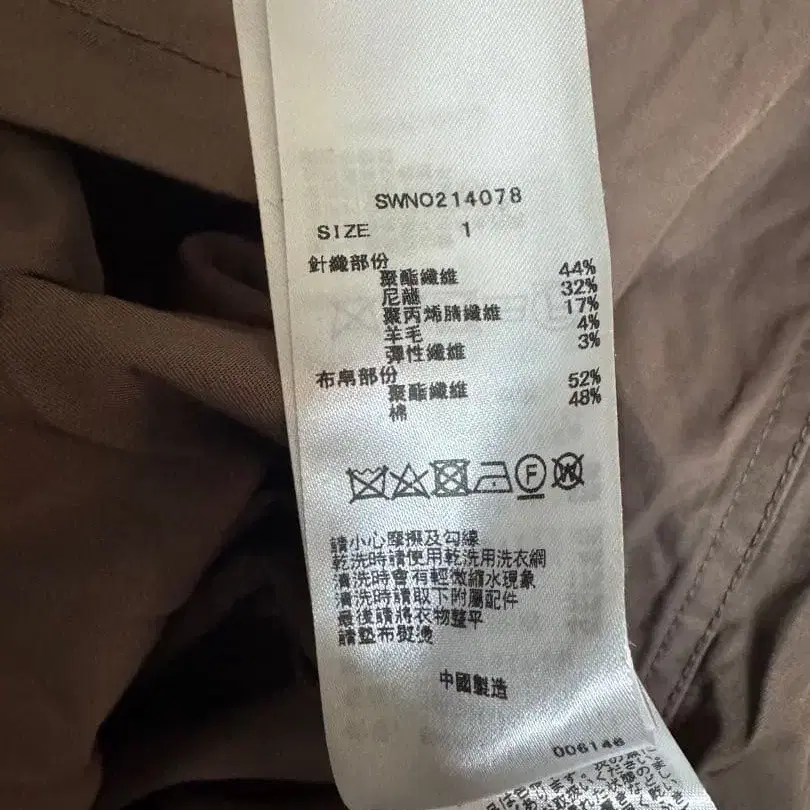 SWNO214078
SIZE 1
針織部份
聚酯纖維 44%
尼龍 32%
聚丙烯腈纖維 17%
羊毛 4%
彈性纖維 3%
布帛部份
聚酯纖維 52%
棉 48%
F W
請小心摩擦及勾線
乾洗時請使用乾洗用洗衣網
清洗時會有輕微縮水現象
清洗時請取下附屬配件
最後請將衣物整平
請墊布熨燙
中國製造
006146